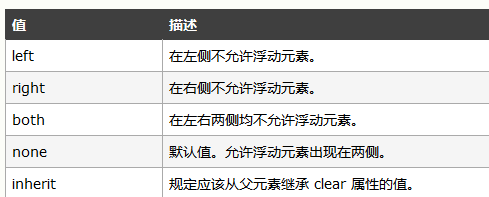 值 描述
left 在左侧不允许浮动元素。
right 在右侧不允许浮动元素。
both 在左右两侧均不允许浮动元素。
none 默认值。允许浮动元素出现在两侧。
inherit 规定应该从父元素继承 clear 属性的值。